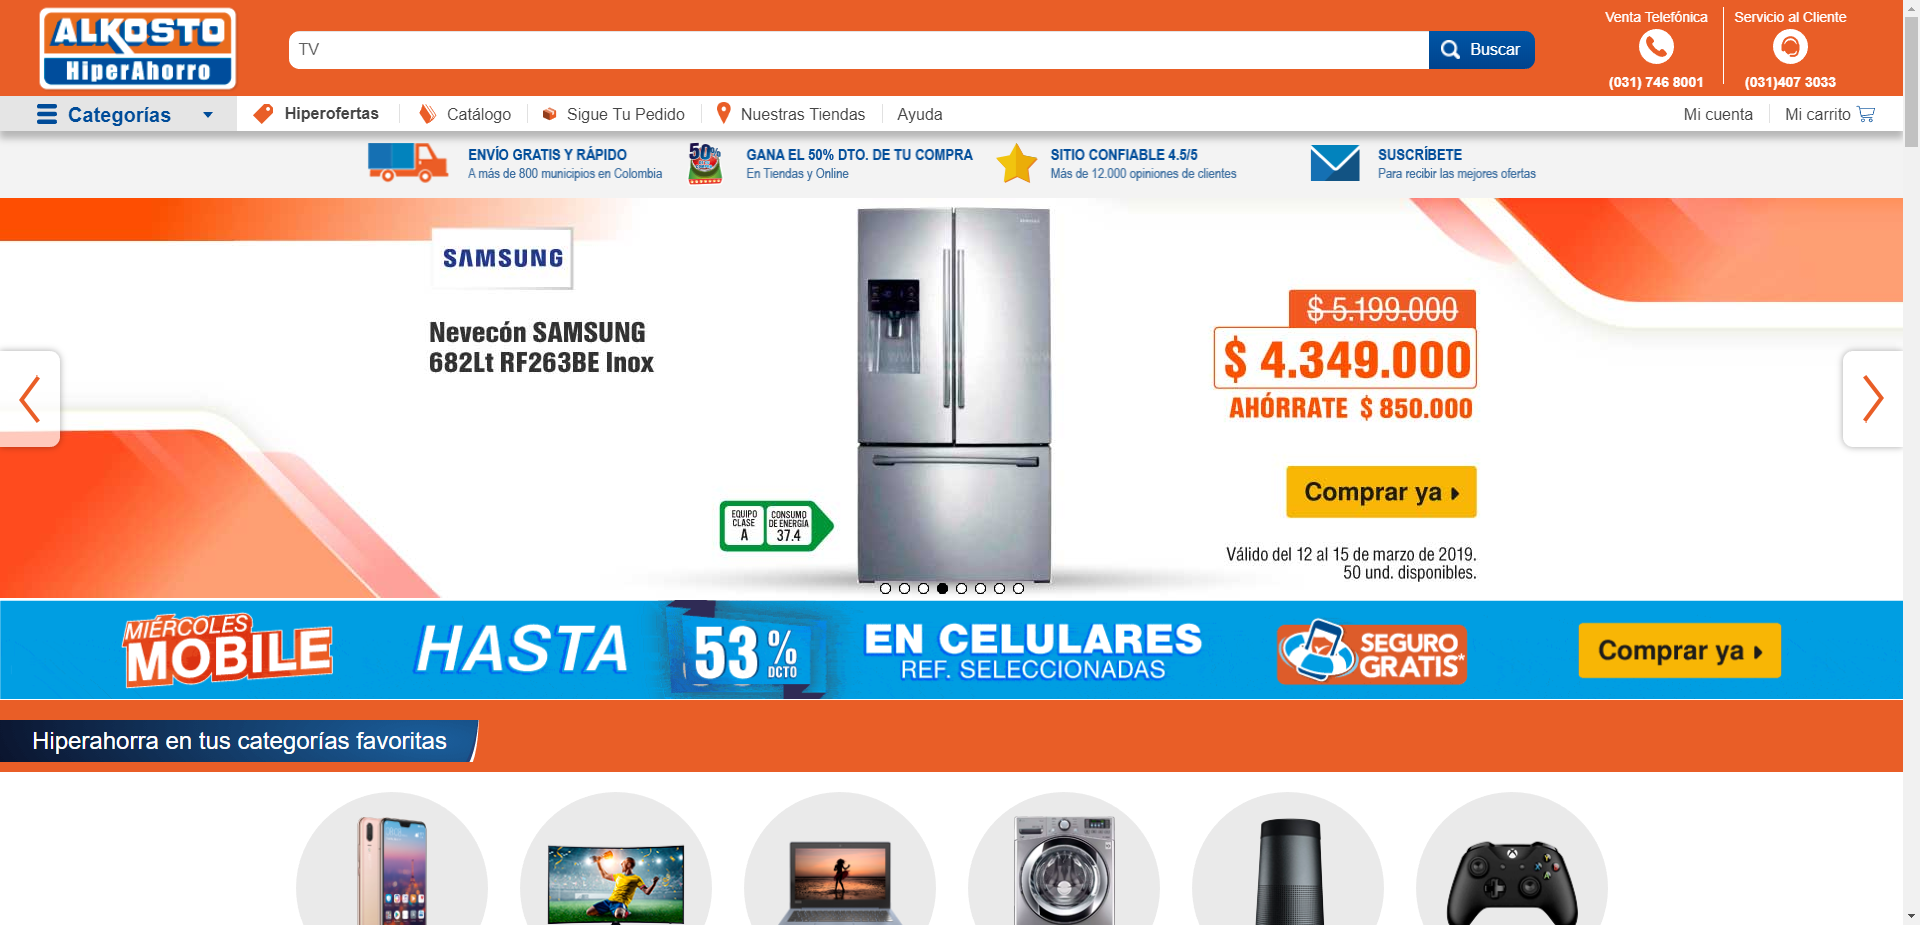 ALKOSTO
HiperAhorro
TV
Buscar
Venta Telefónica
(031) 746 8001
Servicio al Cliente
(031)407 3033
Categorías
Hiperofertas
Catálogo
Sigue Tu Pedido
Nuestras Tiendas
Ayuda
Mi cuenta
Mi carrito
ENVÍO GRATIS Y RÁPIDO
A más de 800 municipios en Colombia
50%
GANA EL 50% DTO. DE TU COMPRA
En Tiendas y Online
SITIO CONFIABLE 4.5/5
Más de 12.000 opiniones de clientes
SUSCRÍBETE
Para recibir las mejores ofertas
SAMSUNG
Nevecón SAMSUNG
682Lt RF263BE Inox
SAMSUNG
$ 5.199.000
$ 4.349.000
AHÓRRATE $ 850.000
Comprar ya
EQUIPO
CLASE
A
CONSUMO
DE ENERGÍA
37.4
Válido del 12 al 15 de marzo de 2019.
50 und. disponibles.
MIÉRCOLES
MOBILE
HASTA
53%
DCTO
EN CELULARES
REF. SELECCIONADAS
SEGURO
GRATIS*
Comprar ya
Hiperahorra en tus categorías favoritas